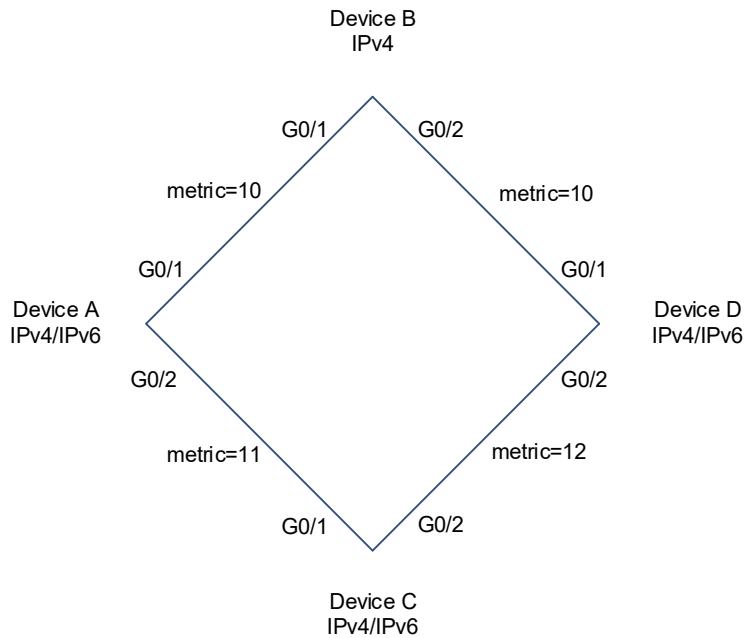 Device B
IPv4
G0/1
G0/2
metric=10
metric=10
G0/1
G0/1
Device A
IPv4/IPv6
Device D
IPv4/IPv6
G0/2
G0/2
metric=11
metric=12
G0/1
G0/2
Device C
IPv4/IPv6